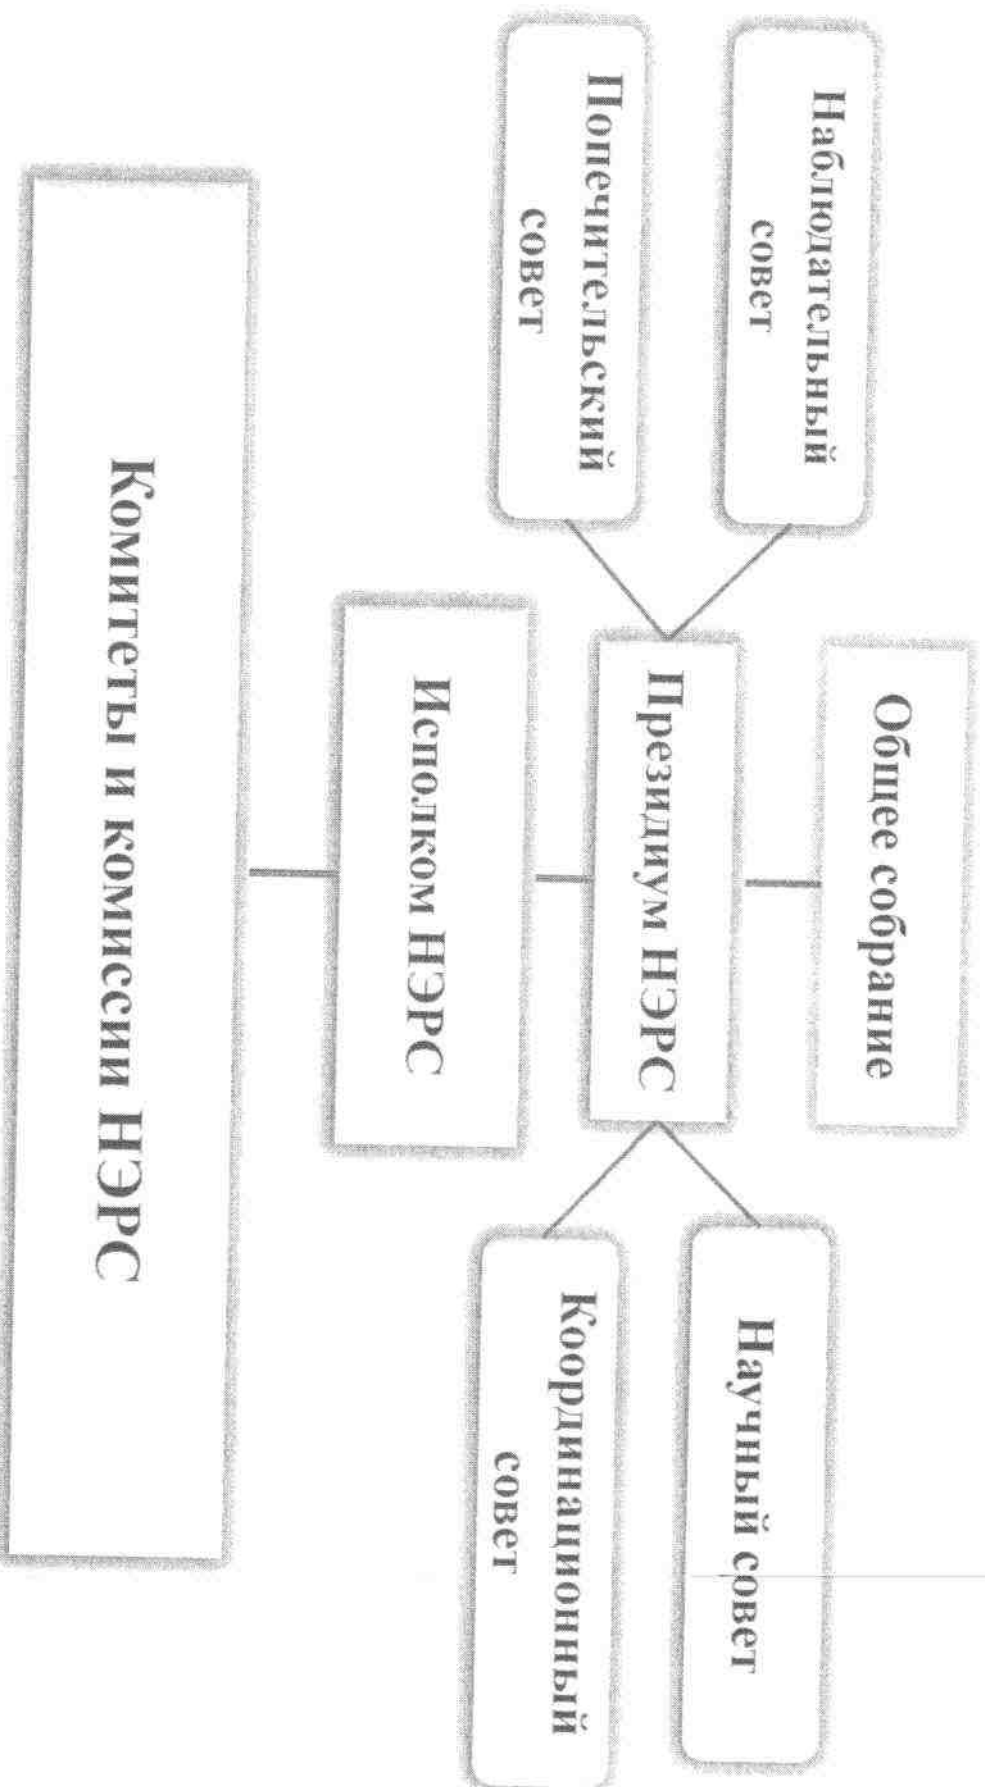 Общее собрание
Наблюдательный
совет
Научный совет
Президиум НЭРС
Попечительский
совет
Координационный
совет
Исполком НЭРС
Комитеты и комиссии НЭРС